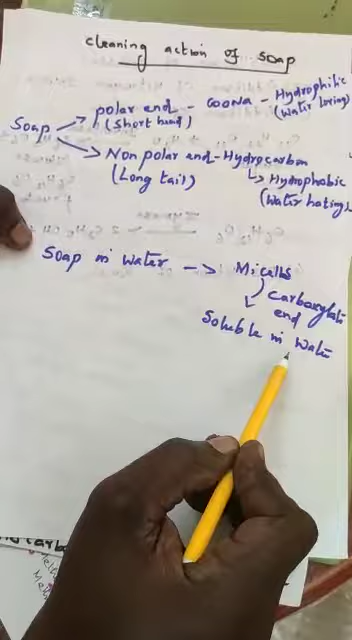 cleaning action of soap
polar end - COONa - Hydrophilic
(Short head) (Water loving)
Soap
Non polar end - Hydrocarbon
(Long tail) Hydrophobic
(Water hating)
Soap in water -> Micelles
Carboxylate
end
Soluble in Water